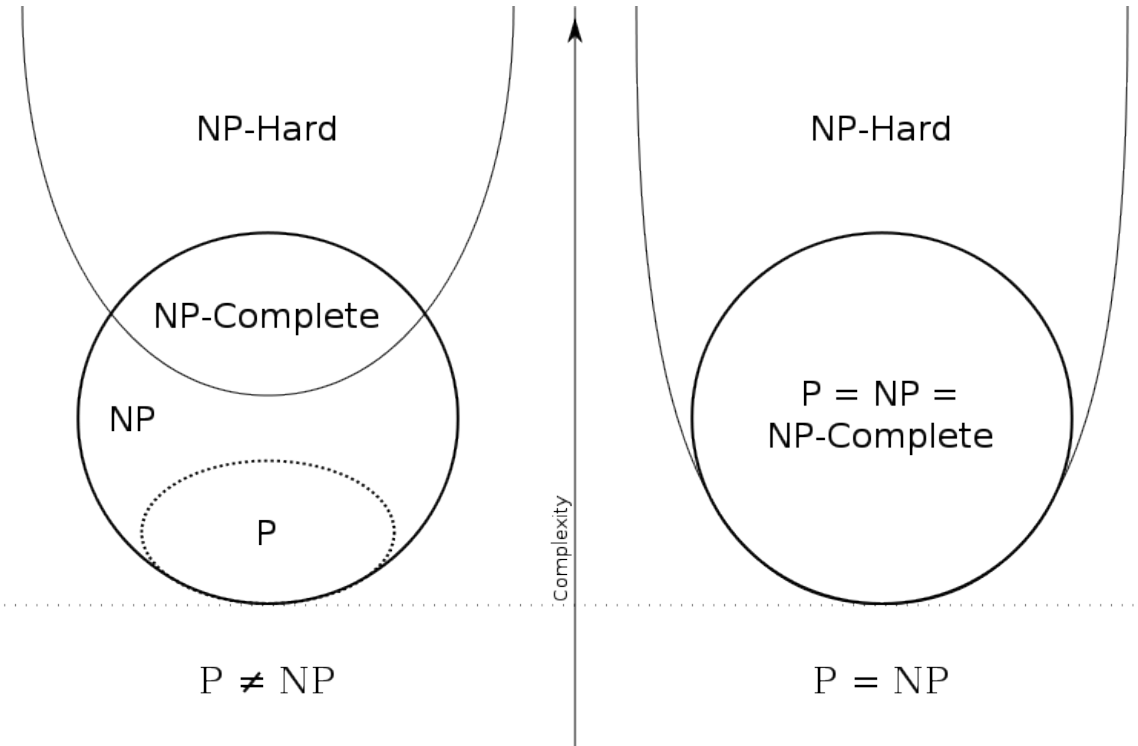 NP-Hard
NP-Complete
NP
P
P ≠ NP
Complexity
NP-Hard
P = NP =
NP-Complete
P = NP